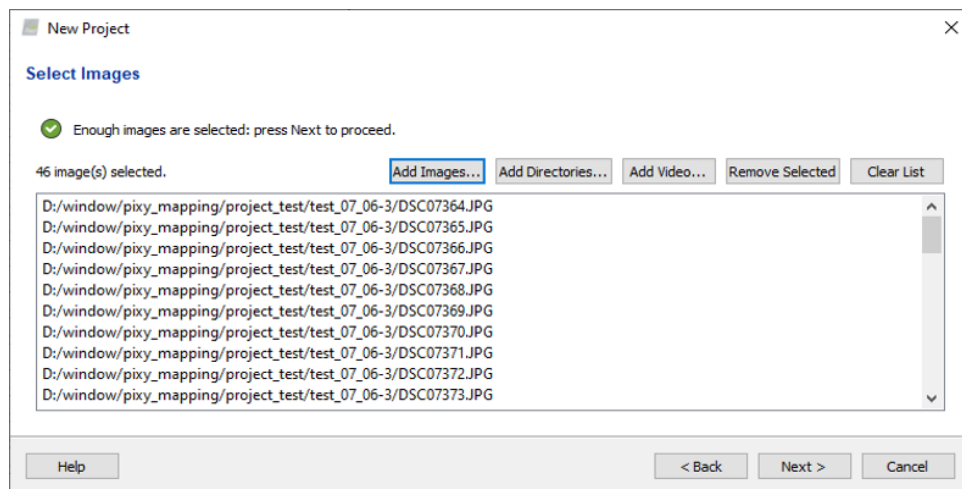 New Project
Select Images
Enough images are selected: press Next to proceed.
46 image(s) selected.
Add Images... Add Directories... Add Video... Remove Selected Clear List
D:/window/pixy_mapping/project_test/test_07_06-3/DSC07364.JPG
D:/window/pixy_mapping/project_test/test_07_06-3/DSC07365.JPG
D:/window/pixy_mapping/project_test/test_07_06-3/DSC07366.JPG
D:/window/pixy_mapping/project_test/test_07_06-3/DSC07367.JPG
D:/window/pixy_mapping/project_test/test_07_06-3/DSC07368.JPG
D:/window/pixy_mapping/project_test/test_07_06-3/DSC07369.JPG
D:/window/pixy_mapping/project_test/test_07_06-3/DSC07370.JPG
D:/window/pixy_mapping/project_test/test_07_06-3/DSC07371.JPG
D:/window/pixy_mapping/project_test/test_07_06-3/DSC07372.JPG
D:/window/pixy_mapping/project_test/test_07_06-3/DSC07373.JPG
Help < Back Next > Cancel